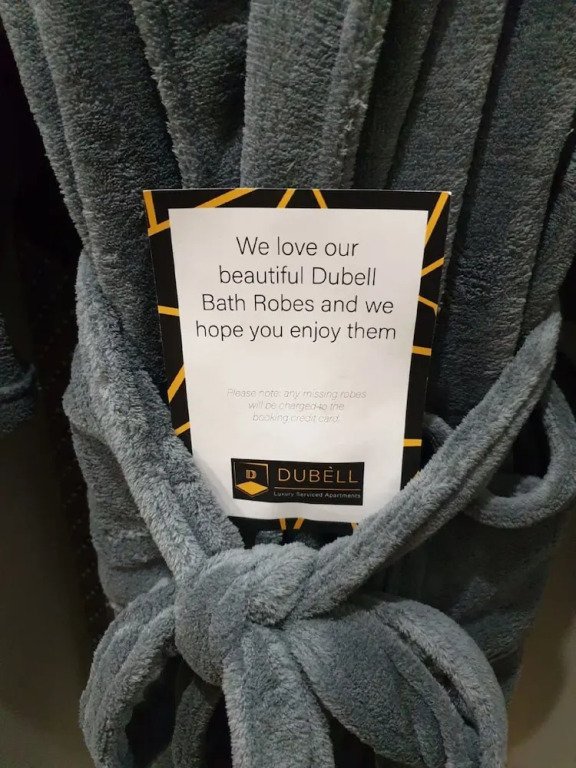 We love our
beautiful Dubell
Bath Robes and we
hope you enjoy them
Please note: any missing robes
will be charged to the
booking credit card.
D
DUBÈLL
Luxury Serviced Apartments